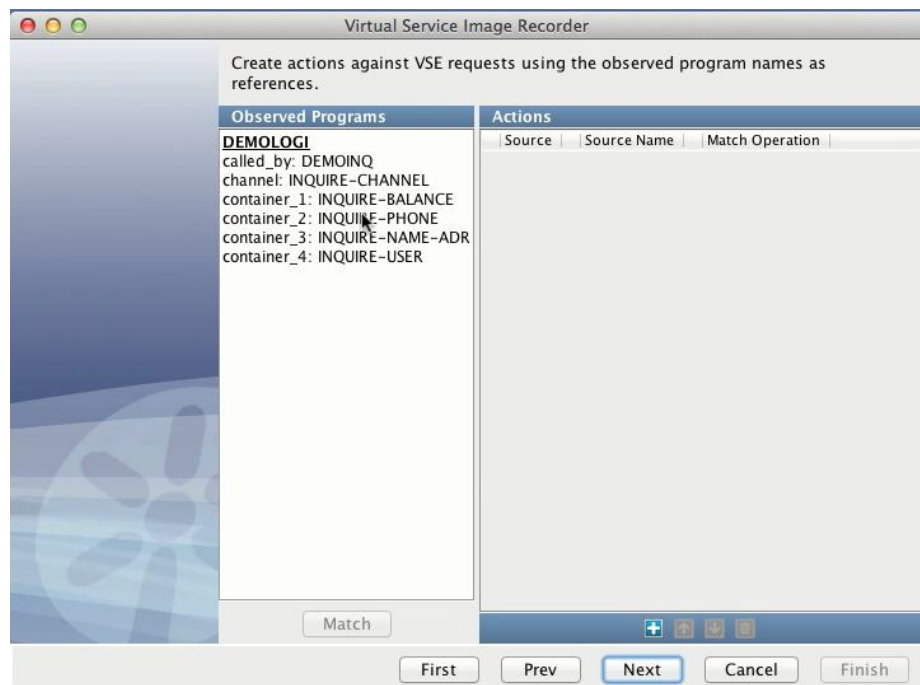 Virtual Service Image Recorder
Create actions against VSE requests using the observed program names as
references.
Observed Programs
DEMOLOGI
called_by: DEMOINQ
channel: INQUIRE-CHANNEL
container_1: INQUIRE-BALANCE
container_2: INQUIRE-PHONE
container_3: INQUIRE-NAME-ADR
container_4: INQUIRE-USER
Match
Actions
Source Source Name Match Operation
First Prev Next Cancel Finish